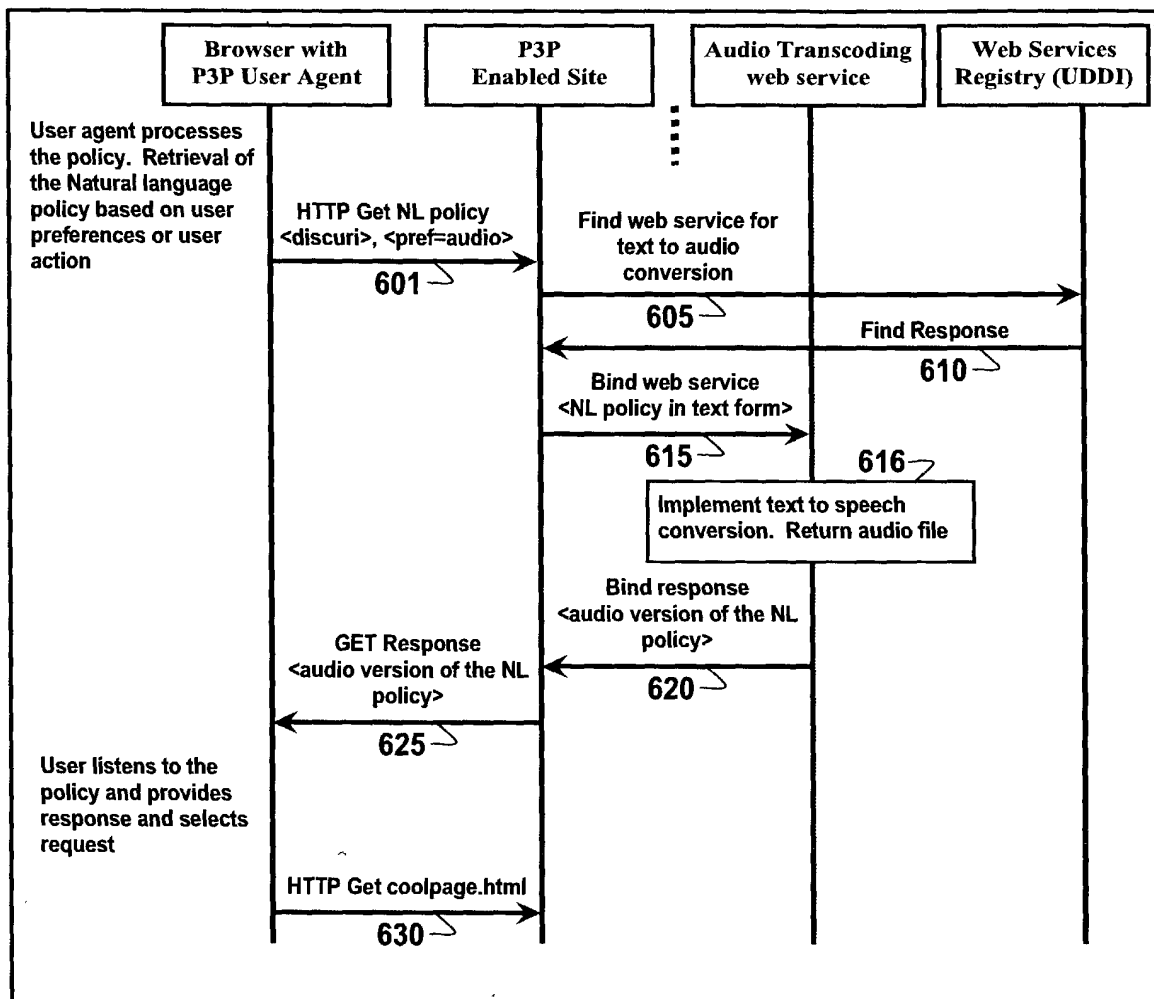 Browser with
P3P User Agent
P3P
Enabled Site
Audio Transcoding
web service
Web Services
Registry (UDDI)
User agent processes
the policy. Retrieval of
the Natural language
policy based on user
preferences or user
action
HTTP Get NL policy
<discuri>, <pref=audio>
601
Find web service for
text to audio
conversion
605
Find Response
610
Bind web service
<NL policy in text form>
615
616
Implement text to speech
conversion. Return audio file
Bind response
<audio version of the NL
policy>
620
GET Response
<audio version of the NL
policy>
625
User listens to the
policy and provides
response and selects
request
HTTP Get coolpage.html
630